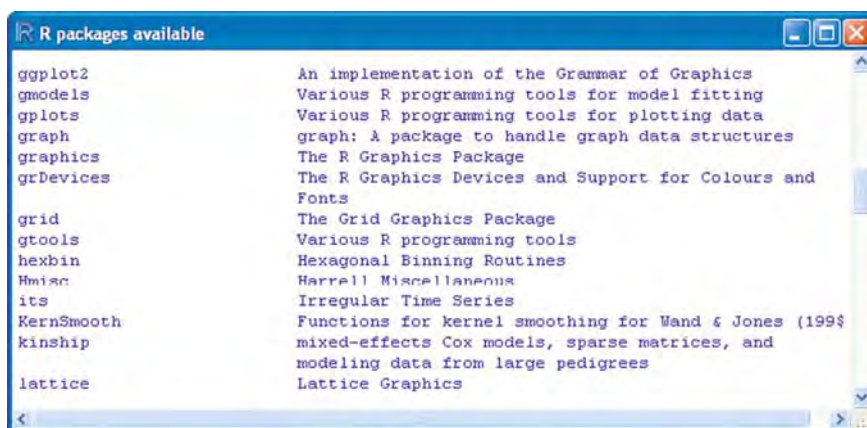 R R packages available
ggplot2 An implementation of the Grammar of Graphics
gmodels Various R programming tools for model fitting
gplots Various R programming tools for plotting data
graph graph: A package to handle graph data structures
graphics The R Graphics Package
grDevices The R Graphics Devices and Support for Colours and
Fonts
grid The Grid Graphics Package
gtools Various R programming tools
hexbin Hexagonal Binning Routines
Hmisc Harrell Miscellaneous
its Irregular Time Series
KernSmooth Functions for kernel smoothing for Wand & Jones (199$
kinship mixed-effects Cox models, sparse matrices, and
modeling data from large pedigrees
lattice Lattice Graphics